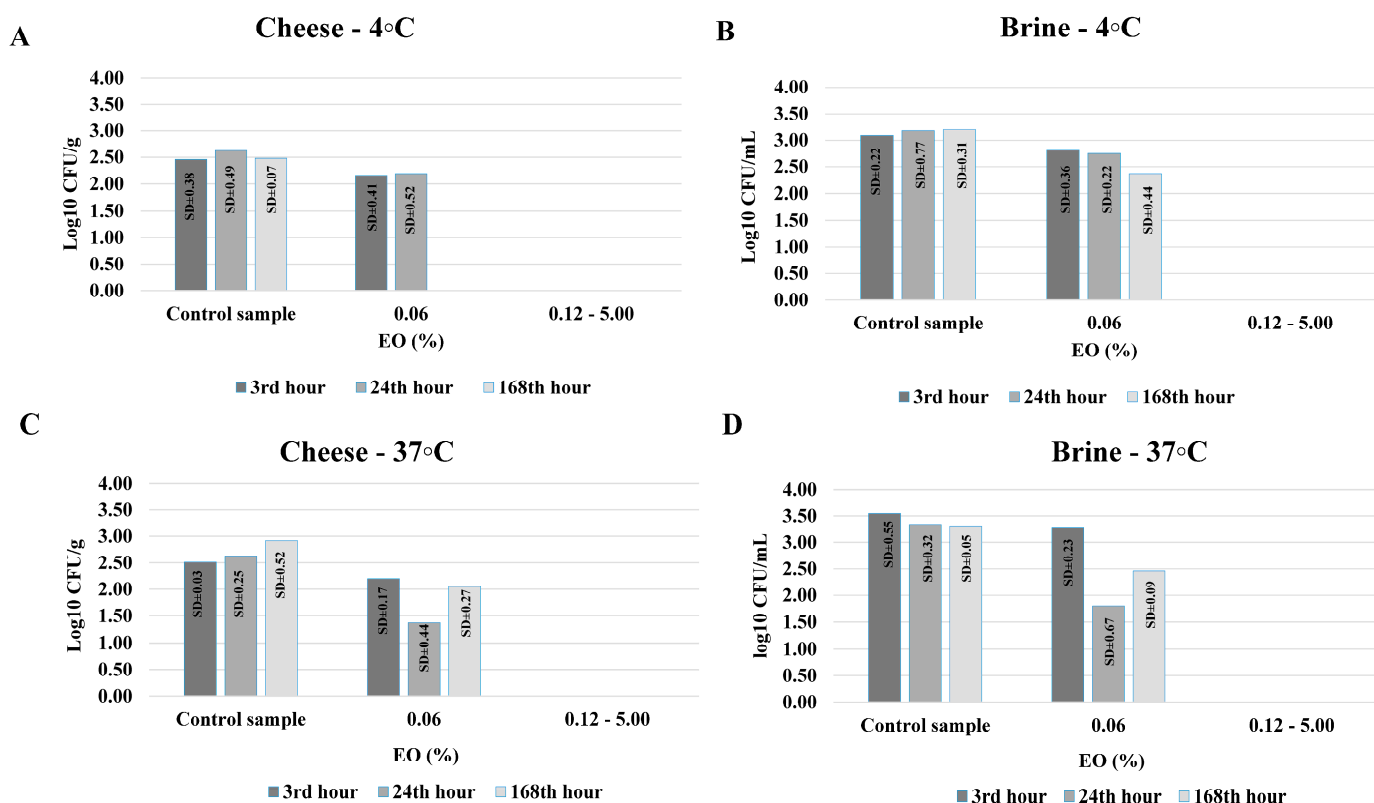 A
Cheese - 4◦C
Log10 CFU/g
4.00
3.50
3.00
2.50
2.00
1.50
1.00
0.50
0.00
SD±0.38
SD±0.49
SD±0.07
SD±0.41
SD±0.52
Control sample 0.06 0.12 - 5.00
EO (%)
3rd hour 24th hour 168th hour
B
Brine - 4◦C
Log10 CFU/mL
4.00
3.50
3.00
2.50
2.00
1.50
1.00
0.50
0.00
SD±0.22
SD±0.77
SD±0.31
SD±0.36
SD±0.22
SD±0.44
Control sample 0.06 0.12 - 5.00
EO (%)
3rd hour 24th hour 168th hour
C
Cheese - 37◦C
Log10 CFU/g
4.00
3.50
3.00
2.50
2.00
1.50
1.00
0.50
0.00
SD±0.03
SD±0.25
SD±0.52
SD±0.17
SD±0.44
SD±0.27
Control sample 0.06 0.12 - 5.00
EO (%)
3rd hour 24th hour 168th hour
D
Brine - 37◦C
log10 CFU/mL
4.00
3.50
3.00
2.50
2.00
1.50
1.00
0.50
0.00
SD±0.55
SD±0.32
SD±0.05
SD±0.23
SD±0.67
SD±0.09
Control sample 0.06 0.12 - 5.00
EO (%)
3rd hour 24th hour 168th hour